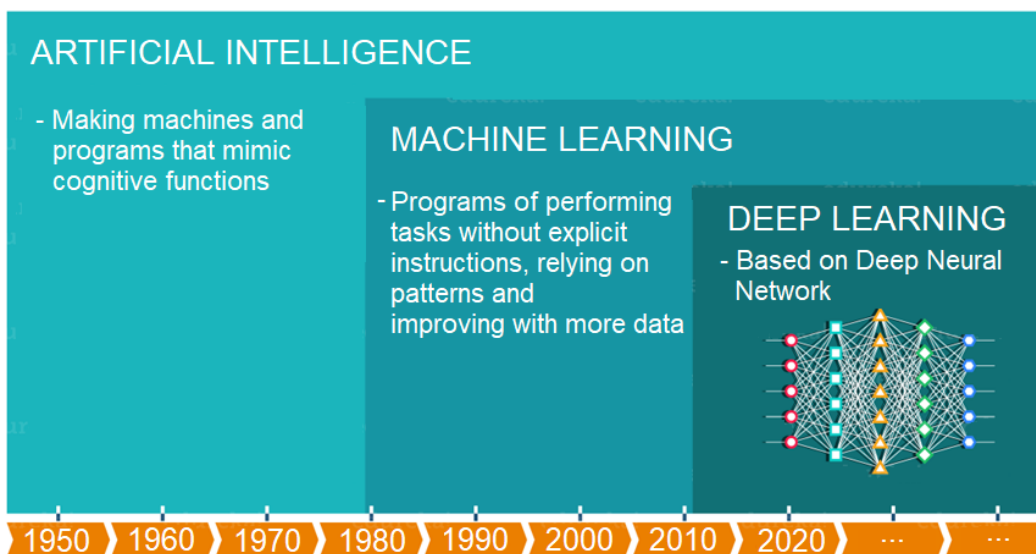 ARTIFICIAL INTELLIGENCE
- Making machines and
programs that mimic
cognitive functions
MACHINE LEARNING
- Programs of performing
tasks without explicit
instructions, relying on
patterns and
improving with more data
DEEP LEARNING
- Based on Deep Neural
Network
1950 1960 1970 1980 1990 2000 2010 2020 ... ...